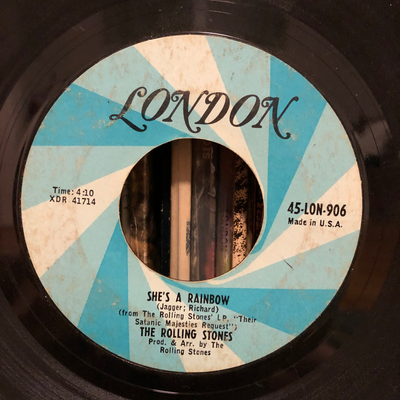 LONDON
Time: 4:10
XDR 41714
45-LON-906
Made in U.S.A.
SHE'S A RAINBOW
(Jagger; Richard)
(from The Rolling Stones' LP, "Their
Satanic Majesties Request")
THE ROLLING STONES
Prod. & Arr. by The
Rolling Stones